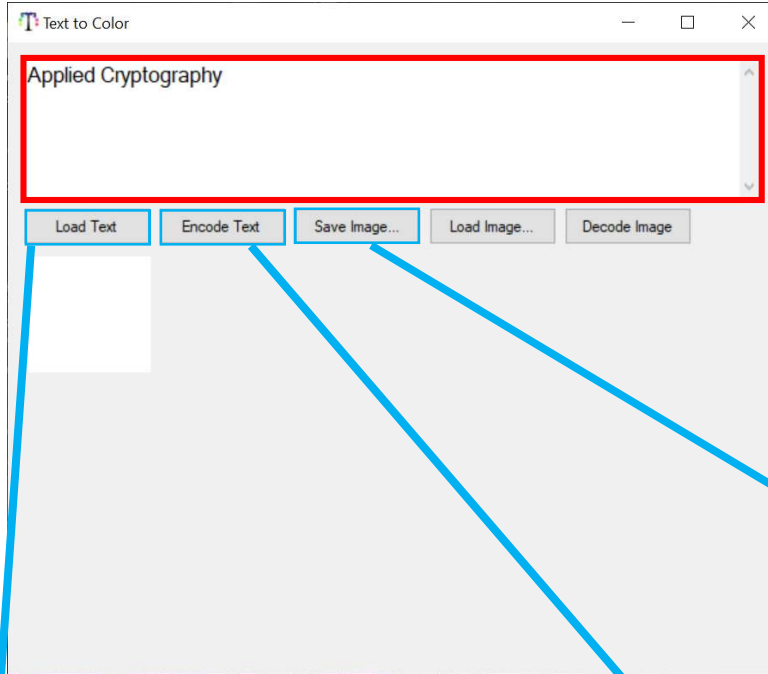 Text to Color
Applied Cryptography
Load Text
Encode Text
Save Image...
Load Image...
Decode Image